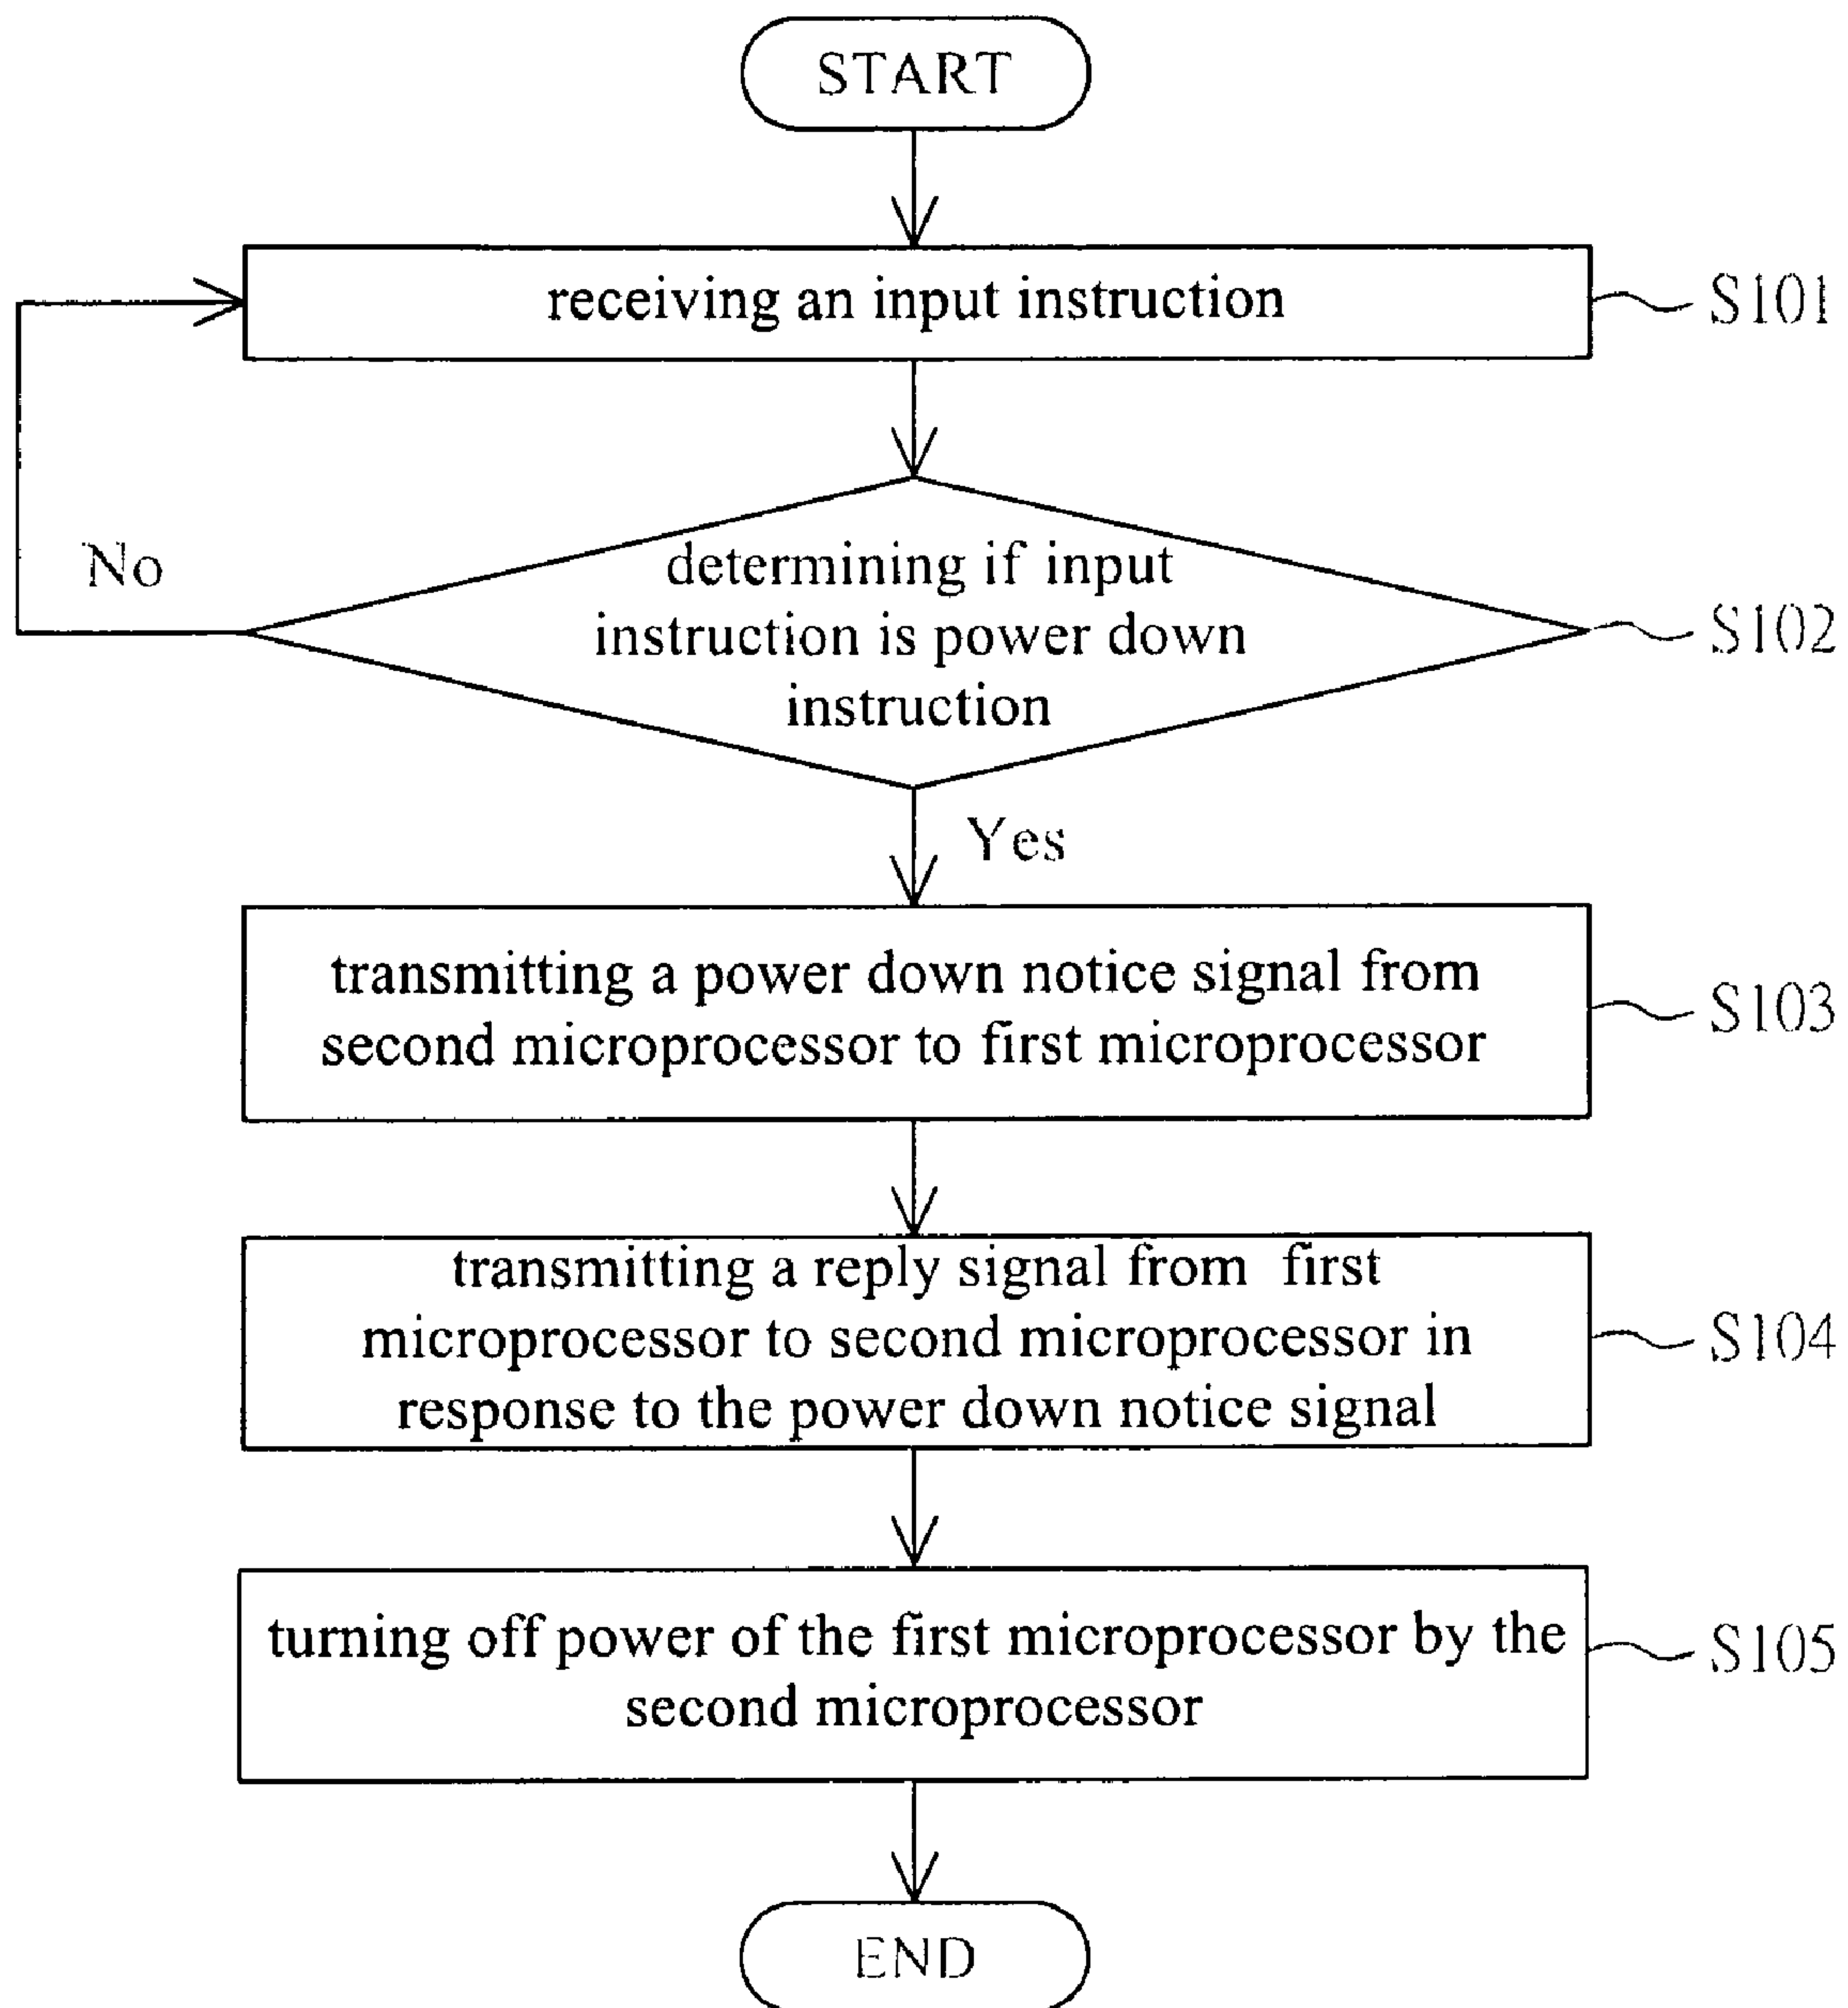 START
receiving an input instruction
S101
determining if input
instruction is power down
instruction
S102
No
Yes
transmitting a power down notice signal from
second microprocessor to first microprocessor
S103
transmitting a reply signal from first
microprocessor to second microprocessor in
response to the power down notice signal
S104
turning off power of the first microprocessor by the
second microprocessor
S105
END